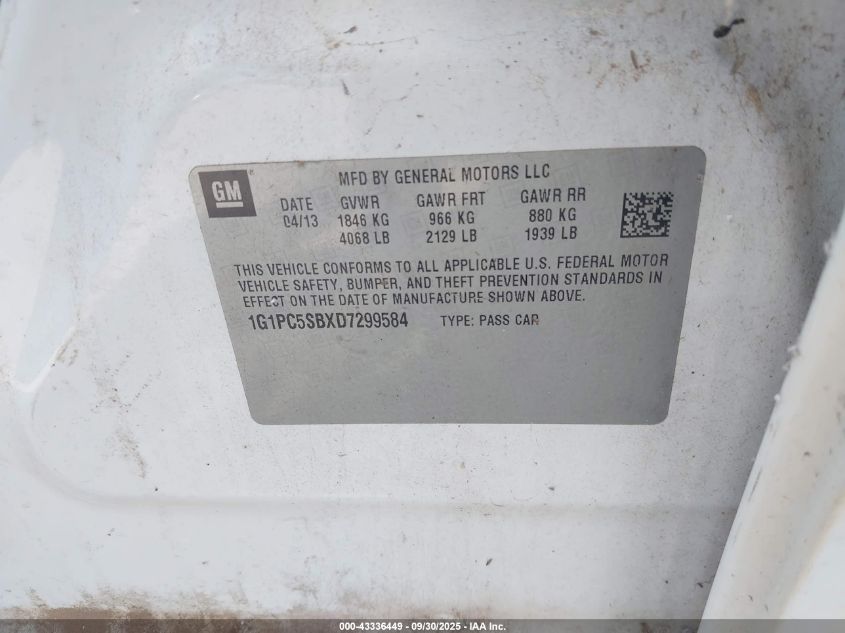 GM
MFD BY GENERAL MOTORS LLC
DATE GVWR GAWR FRT GAWR RR
04/13 1846 KG 966 KG 880 KG
4068 LB 2129 LB 1939 LB
THIS VEHICLE CONFORMS TO ALL APPLICABLE U.S. FEDERAL MOTOR
VEHICLE SAFETY, BUMPER, AND THEFT PREVENTION STANDARDS IN
EFFECT ON THE DATE OF MANUFACTURE SHOWN ABOVE.
1G1PC5SBXD7299584 TYPE: PASS CAR
000-43336449 - 09/30/2025 - IAA Inc.